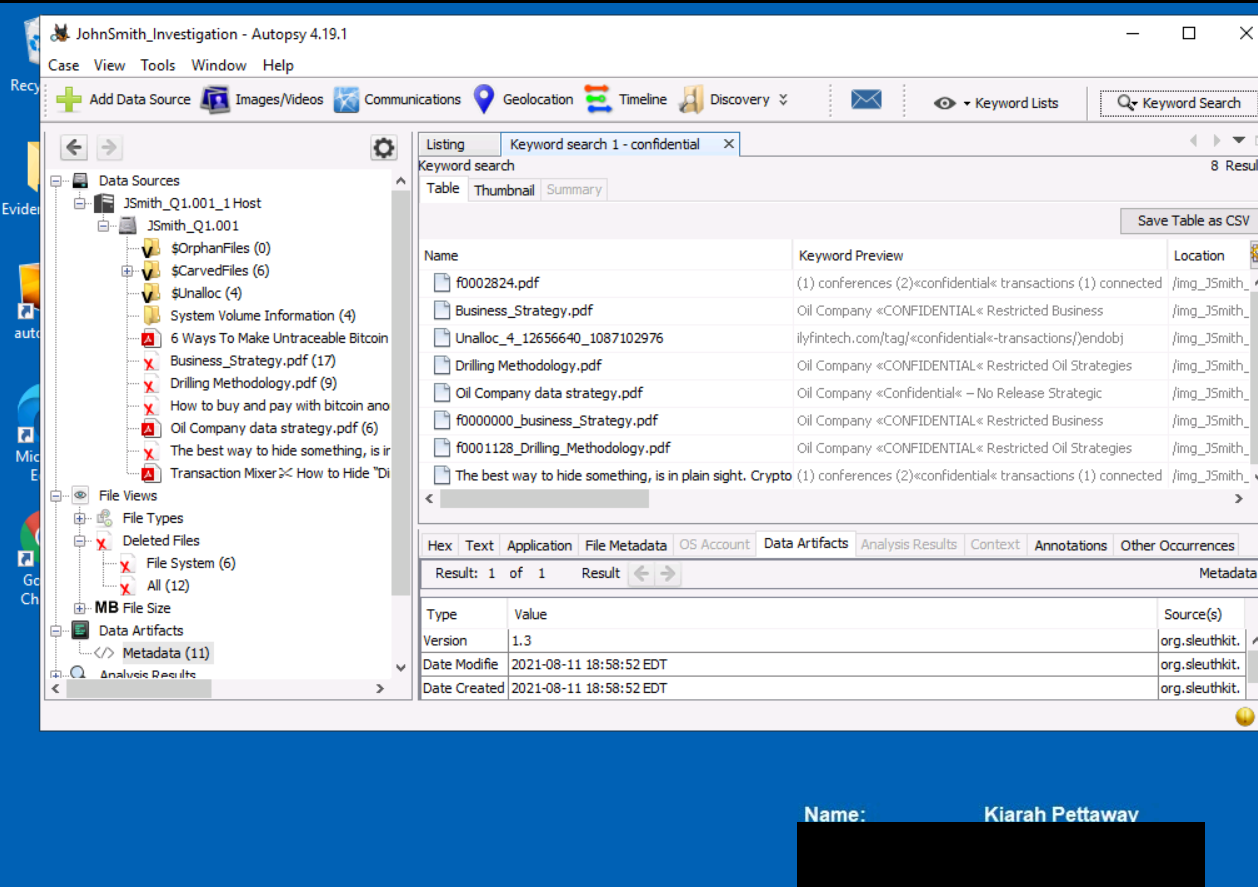 JohnSmith_Investigation - Autopsy 4.19.1
Case View Tools Window Help
Add Data Source Images/Videos Communications Geolocation Timeline Discovery Keyword Lists Keyword Search
Recy
Evider
auto
Mic
E
Go
Ch
Data Sources
JSmith_Q1.001_1 Host
JSmith_Q1.001
$OrphanFiles (0)
$CarvedFiles (6)
$Unalloc (4)
System Volume Information (4)
6 Ways To Make Untraceable Bitcoin
Business_Strategy.pdf (17)
Drilling Methodology.pdf (9)
How to buy and pay with bitcoin ano
Oil Company data strategy.pdf (6)
The best way to hide something, is ir
Transaction Mixer✂ How to Hide "Di
File Views
File Types
Deleted Files
File System (6)
All (12)
MB File Size
Data Artifacts
Metadata (11)
Analysis Results
Listing Keyword search 1 - confidential
Keyword search 8 Resul
Table Thumbnail Summary
Save Table as CSV
Name Keyword Preview Location
f0002824.pdf (1) conferences (2)«confidential« transactions (1) connected /img_JSmith_
Business_Strategy.pdf Oil Company «CONFIDENTIAL« Restricted Business /img_JSmith_
Unalloc_4_12656640_1087102976 ilyfintech.com/tag/«confidential«-transactions/)endobj /img_JSmith_
Drilling Methodology.pdf Oil Company «CONFIDENTIAL« Restricted Oil Strategies /img_JSmith_
Oil Company data strategy.pdf Oil Company «Confidential« – No Release Strategic /img_JSmith_
f0000000_business_Strategy.pdf Oil Company «CONFIDENTIAL« Restricted Business /img_JSmith_
f0001128_Drilling_Methodology.pdf Oil Company «CONFIDENTIAL« Restricted Oil Strategies /img_JSmith_
The best way to hide something, is in plain sight. Crypto (1) conferences (2)«confidential« transactions (1) connected /img_JSmith_
Hex Text Application File Metadata OS Account Data Artifacts Analysis Results Context Annotations Other Occurrences
Result: 1 of 1 Result Metadata
Type Value Source(s)
Version 1.3 org.sleuthkit.
Date Modifie 2021-08-11 18:58:52 EDT org.sleuthkit.
Date Created 2021-08-11 18:58:52 EDT org.sleuthkit.
Name: Kiarah Pettaway